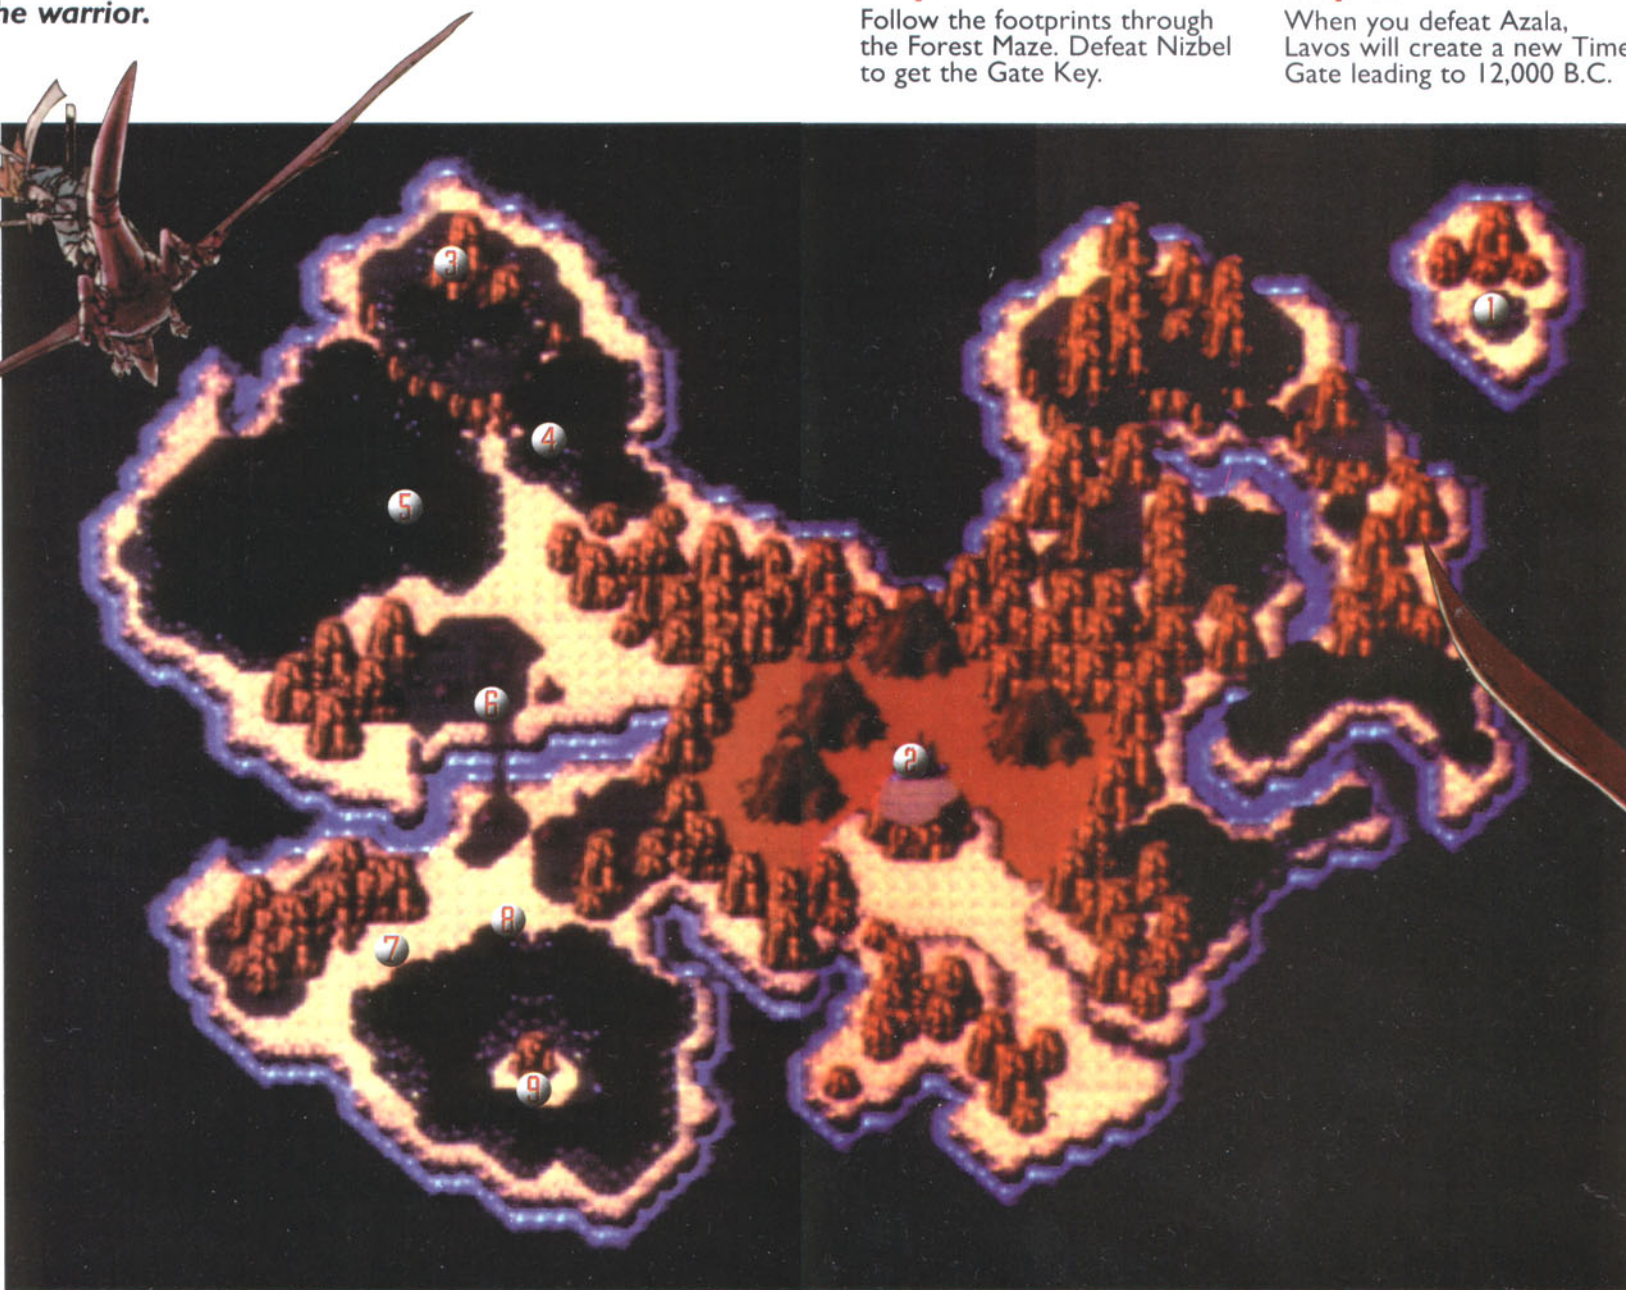 he warrior.
Follow the footprints through
the Forest Maze. Defeat Nizbel
to get the Gate Key.
When you defeat Azala,
Lavos will create a new Time
Gate leading to 12,000 B.C.
1
3
4
5
6
2
8
7
9